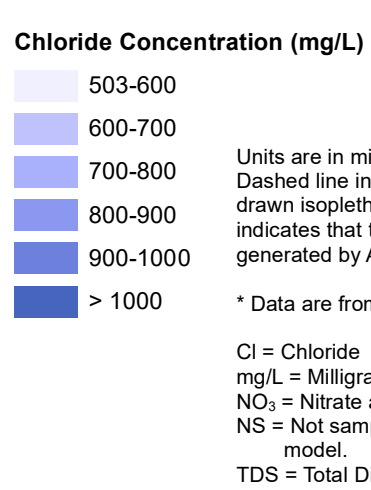 Chloride Concentration (mg/L)
503-600
600-700
700-800
800-900
900-1000
> 1000
Units are in mi
Dashed line in
drawn isopleth
indicates that t
generated by A
* Data are from
Cl = Chloride
mg/L = Milligra
NO₃ = Nitrate a
NS = Not samp
model.
TDS = Total Di